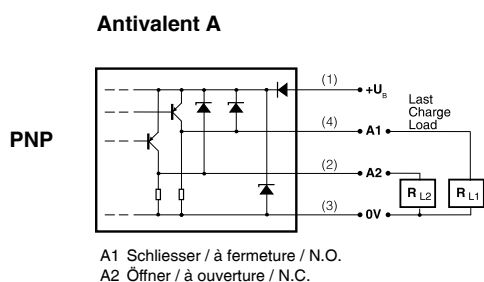 Antivalent A
PNP
(1) +U_B
Last
Charge
Load
(4) A1
(2) A2
R L2 R L1
(3) 0V
A1 Schliesser / à fermeture / N.O.
A2 Öffner / à ouverture / N.C.